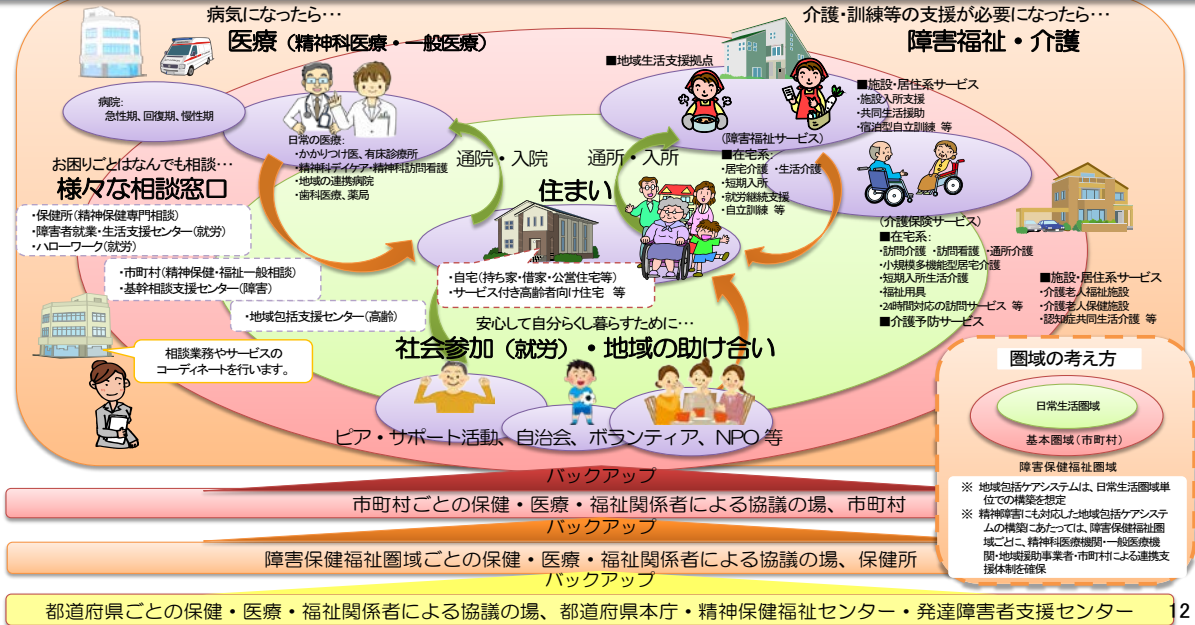 病気になったら…
医療（精神科医療・一般医療）
介護・訓練等の支援が必要になったら…
障害福祉・介護
病院:
急性期、回復期、慢性期
日常の医療:
・かかりつけ医、有床診療所
・精神科デイケア・精神科訪問看護
・地域の連携病院
・歯科医療、薬局
■地域生活支援拠点
■施設・居住系サービス
・施設入所支援
・共同生活援助
・宿泊型自立訓練 等
(障害福祉サービス)
■在宅系:
・居宅介護 ・生活介護
・短期入所
・就労継続支援
・自立訓練 等
通院・入院
通所・入所
住まい
お困りごとはなんでも相談…
様々な相談窓口
・保健所(精神保健専門相談)
・障害者就業・生活支援センター(就労)
・ハローワーク(就労)
・市町村(精神保健・福祉一般相談)
・基幹相談支援センター(障害)
・地域包括支援センター(高齢)
・自宅(持ち家・借家・公営住宅等)
・サービス付き高齢者向け住宅 等
(介護保険サービス)
■在宅系:
・訪問介護 ・訪問看護 ・通所介護
・小規模多機能型居宅介護
・短期入所生活介護
・福祉用具
・24時間対応の訪問サービス 等
■介護予防サービス
■施設・居住系サービス
・介護老人福祉施設
・介護老人保健施設
・認知症共同生活介護 等
相談業務やサービスの
コーディネートを行います。
安心して自分らしく暮らすために…
社会参加（就労）・地域の助け合い
ピア・サポート活動、自治会、ボランティア、NPO 等
圏域の考え方
日常生活圏域
基本圏域(市町村)
障害保健福祉圏域
※ 地域包括ケアシステムは、日常生活圏域単
位での構築を想定
※ 精神障害にも対応した地域包括ケアシステ
ムの構築にあたっては、障害保健福祉圏
域ごとに、精神科医療機関・一般医療機
関・地域援助事業者・市町村による連携支
援体制を確保
バックアップ
市町村ごとの保健・医療・福祉関係者による協議の場、市町村
バックアップ
障害保健福祉圏域ごとの保健・医療・福祉関係者による協議の場、保健所
バックアップ
都道府県ごとの保健・医療・福祉関係者による協議の場、都道府県本庁・精神保健福祉センター・発達障害者支援センター
12